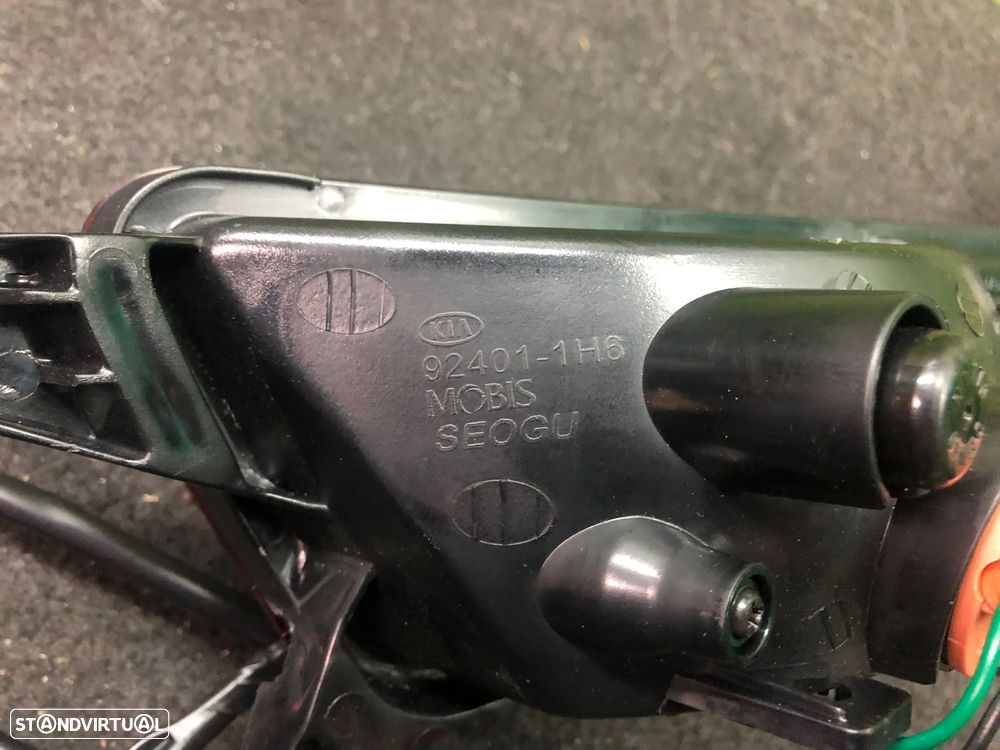 KIA
92401-1H6
MOBIS
SEOGU
STANDVIRTUAL